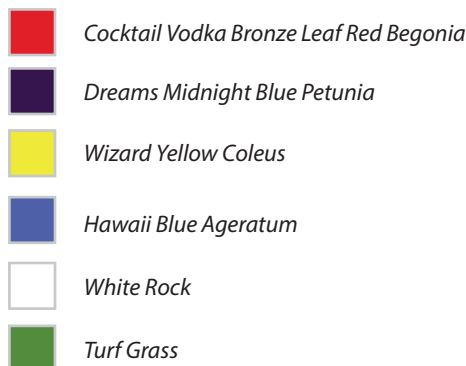 Cocktail Vodka Bronze Leaf Red Begonia
Dreams Midnight Blue Petunia
Wizard Yellow Coleus
Hawaii Blue Ageratum
White Rock
Turf Grass